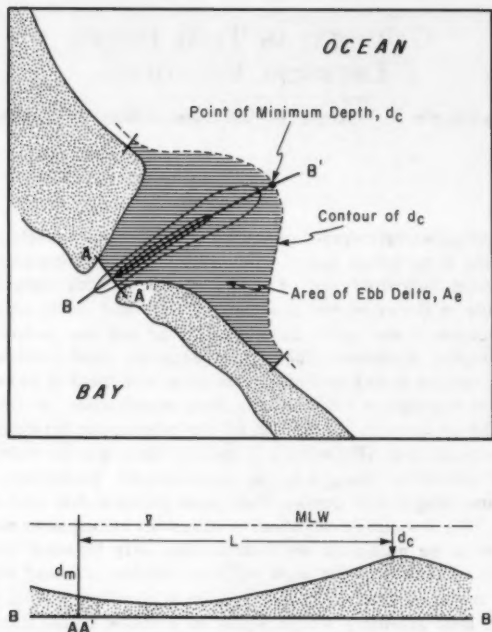 OCEAN
Point of Minimum Depth, dc
B'
Contour of dc
A
B
A'
Area of Ebb Delta, Ae
BAY
MLW
L
dc
dm
B
B
AA'